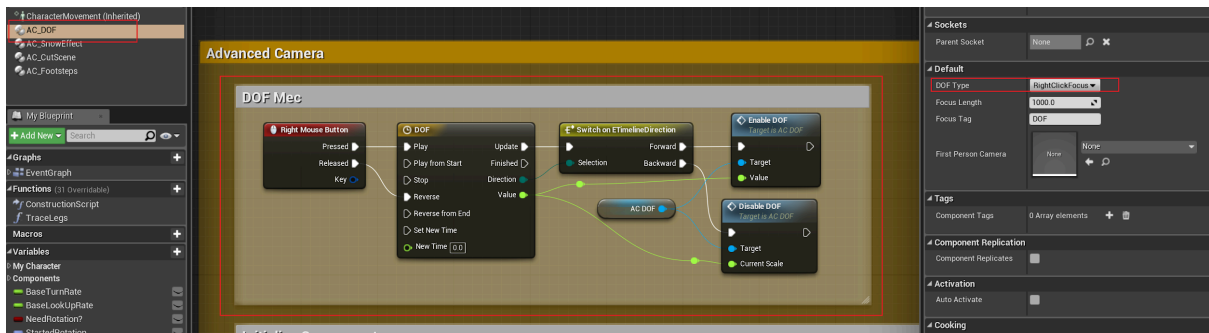 CharacterMovement (Inherited)
AC_DOF
AC_SnowEffect
AC_CutScene
AC_Footsteps
My Blueprint
+ Add New
Search
Graphs
EventGraph
Functions (31 Overridable)
ConstructionScript
TraceLegs
Macros
Variables
My Character
Components
BaseTurnRate
BaseLookUpRate
NeedRotation?
StartedRotation
Advanced Camera
DOF Mec
Right Mouse Button
Pressed
Released
Key
DOF
Play
Play from Start
Stop
Reverse
Reverse from End
Set New Time
New Time 0.0
Update
Finished
Direction
Value
Switch on ETimelineDirection
Selection
Forward
Backward
AC DOF
Enable DOF
Target is AC DOF
Target
Value
Disable DOF
Target is AC DOF
Target
Current Scale
Sockets
Parent Socket None
Default
DOF Type RightClickFocus
Focus Length 1000.0
Focus Tag DOF
First Person Camera None None
Tags
Component Tags 0 Array elements
Component Replication
Component Replicates
Activation
Auto Activate
Cooking